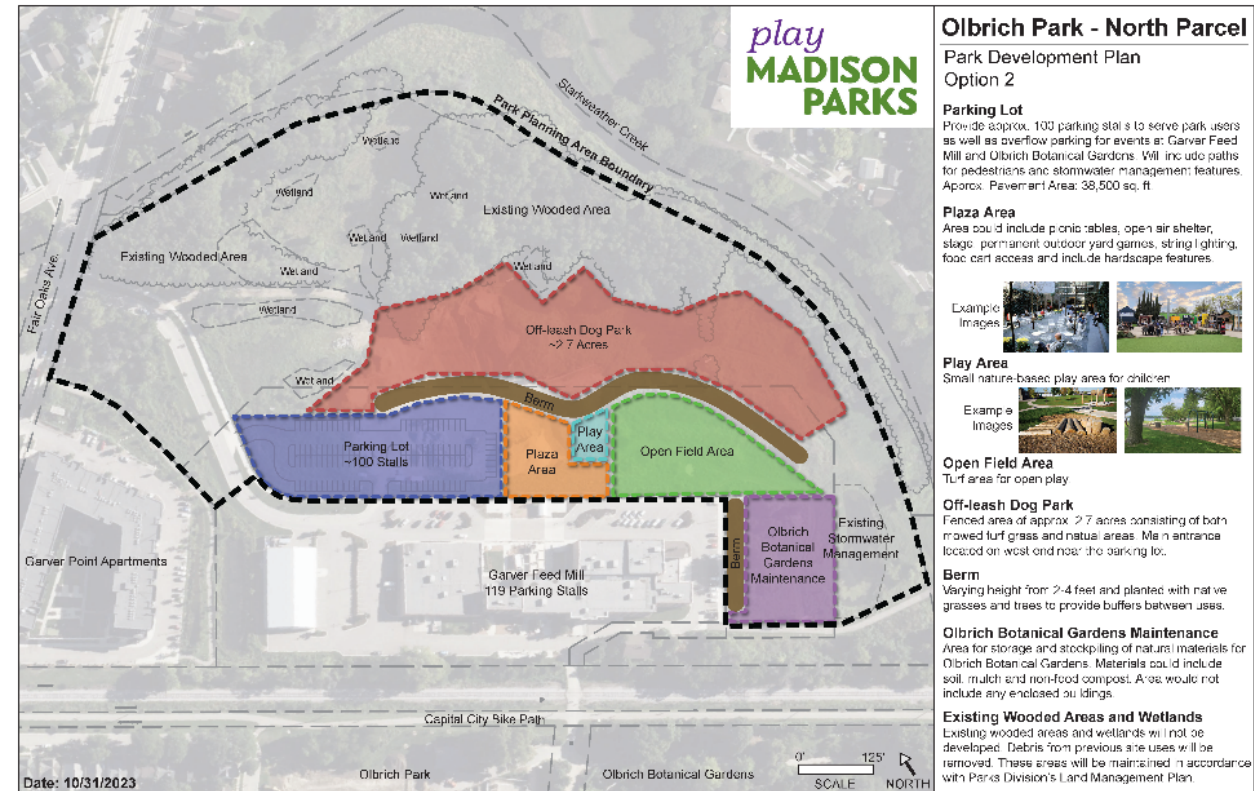 play
MADISON
PARKS
Starkweather Creek
Park Planning Area Boundary
Wetland
Wetland
Wetland
Existing Wooded Area
Wetland
Wetland
Existing Wooded Area
Wetland
Wetland
Wetland
Fair Oaks Ave.
Off-leash Dog Park
~2.7 Acres
Wetland
Berm
Parking Lot
~100 Stalls
Plaza
Area
Play
Area
Open Field Area
Berm
Olbrich
Botanical
Gardens
Maintenance
Existing
Stormwater
Management
Garver Point Apartments
Garver Feed Mill
119 Parking Stalls
Capital City Bike Path
Olbrich Park
Olbrich Botanical Gardens
0' 125'
SCALE
NORTH
Date: 10/31/2023
Olbrich Park - North Parcel
Park Development Plan
Option 2
Parking Lot
Provide approx. 100 parking stalls to serve park users
as well as overflow parking for events at Garver Feed
Mill and Olbrich Botanical Gardens. Will include paths
for pedestrians and stormwater management features.
Approx. Pavement Area: 38,500 sq. ft.
Plaza Area
Area could include picnic tables, open air shelter,
stage, permanent outdoor yard games, string lighting,
food cart access and include hardscape features.
Example
Images
Play Area
Small nature-based play area for children
Example
Images
Open Field Area
Turf area for open play
Off-leash Dog Park
Fenced area of approx. 2.7 acres consisting of both
mowed turf grass and natual areas. Main entrance
located on west end near the parking lot.
Berm
Varying height from 2-4 feet and planted with native
grasses and trees to provide buffers between uses.
Olbrich Botanical Gardens Maintenance
Area for storage and stockpiling of natural materials for
Olbrich Botanical Gardens. Materials could include
soil, mulch and non-food compost. Area would not
include any enclosed buildings.
Existing Wooded Areas and Wetlands
Existing wooded areas and wetlands will not be
developed. Debris from previous site uses will be
removed. These areas will be maintained in accordance
with Parks Division's Land Management Plan.